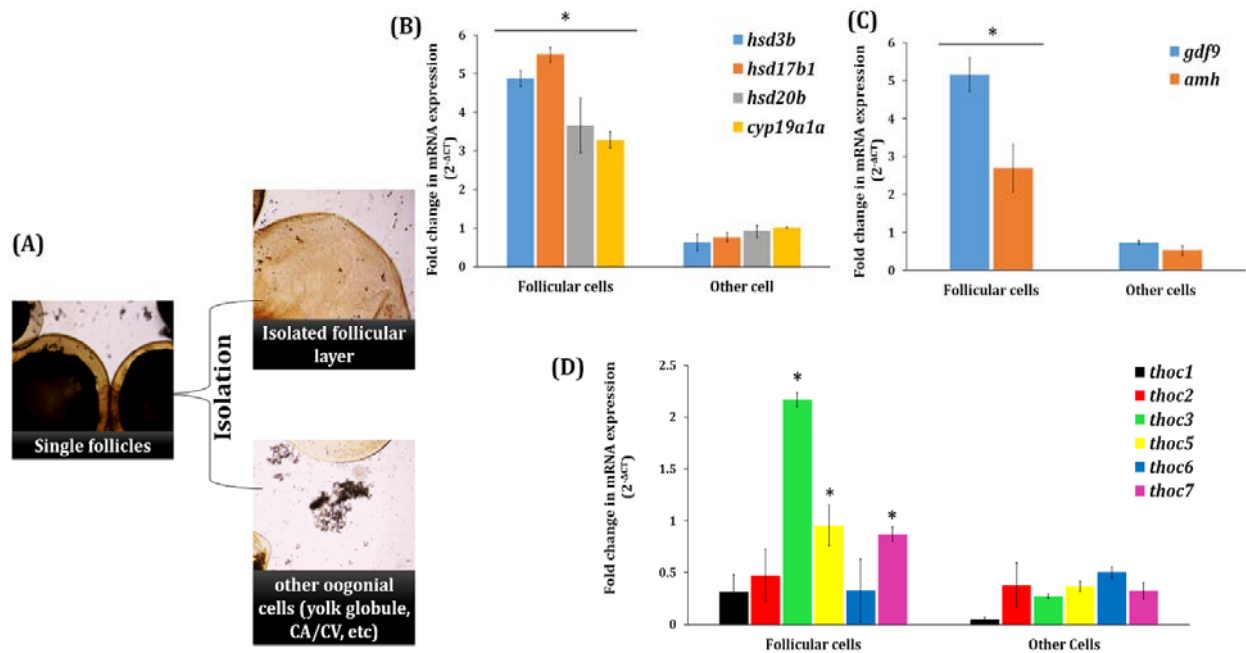 (A)
Single follicles
Isolation
Isolated follicular
layer
other oogonial
cells (yolk globule,
CA/CV, etc)
(B)
*
Fold change in mRNA expression
(2-ΔCT)
6
5
4
3
2
1
0
Follicular cells
Other cell
hsd3b
hsd17b1
hsd20b
cyp19a1a
(C)
*
Fold change in mRNA expression
(2-ΔCT)
6
5
4
3
2
1
0
Follicular cells
Other cells
gdf9
amh
(D)
Fold change in mRNA expression
(2-ΔCT)
2.5
2
1.5
1
0.5
0
*
*
*
Follicular cells
Other Cells
thoc1
thoc2
thoc3
thoc5
thoc6
thoc7